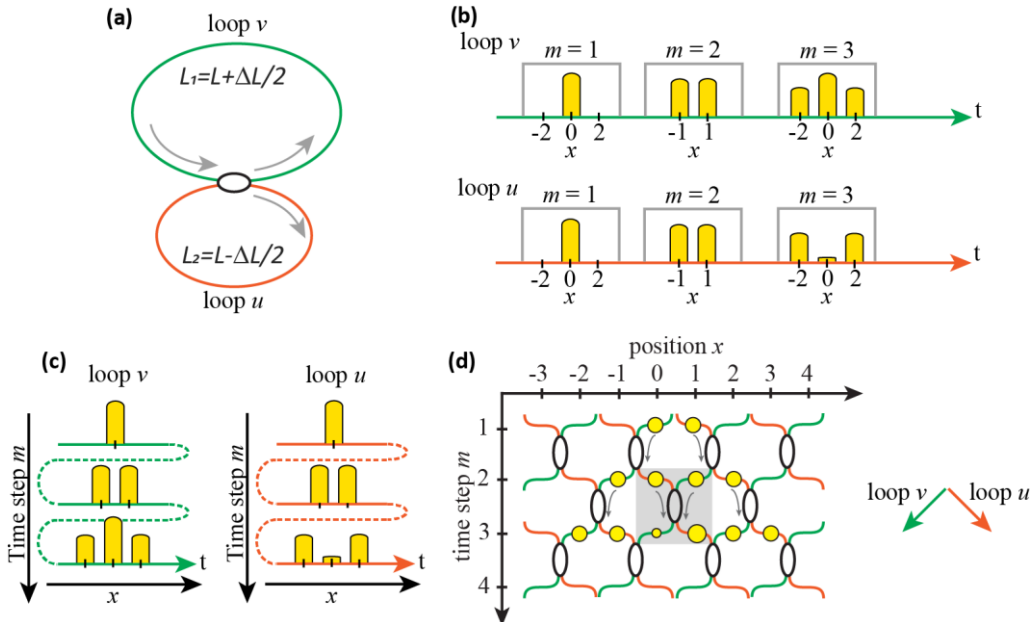 (a)
loop v
L₁=L+ΔL/2
L₂=L-ΔL/2
loop u
(b)
loop v
m = 1 m = 2 m = 3
t
-2 0 2 -1 1 -2 0 2
x x x
loop u
m = 1 m = 2 m = 3
t
-2 0 2 -1 1 -2 0 2
x x x
(c)
loop v loop u
Time step m
t
x
Time step m
t
x
(d)
position x
-3 -2 -1 0 1 2 3 4
time step m
1
2
3
4
loop v loop u